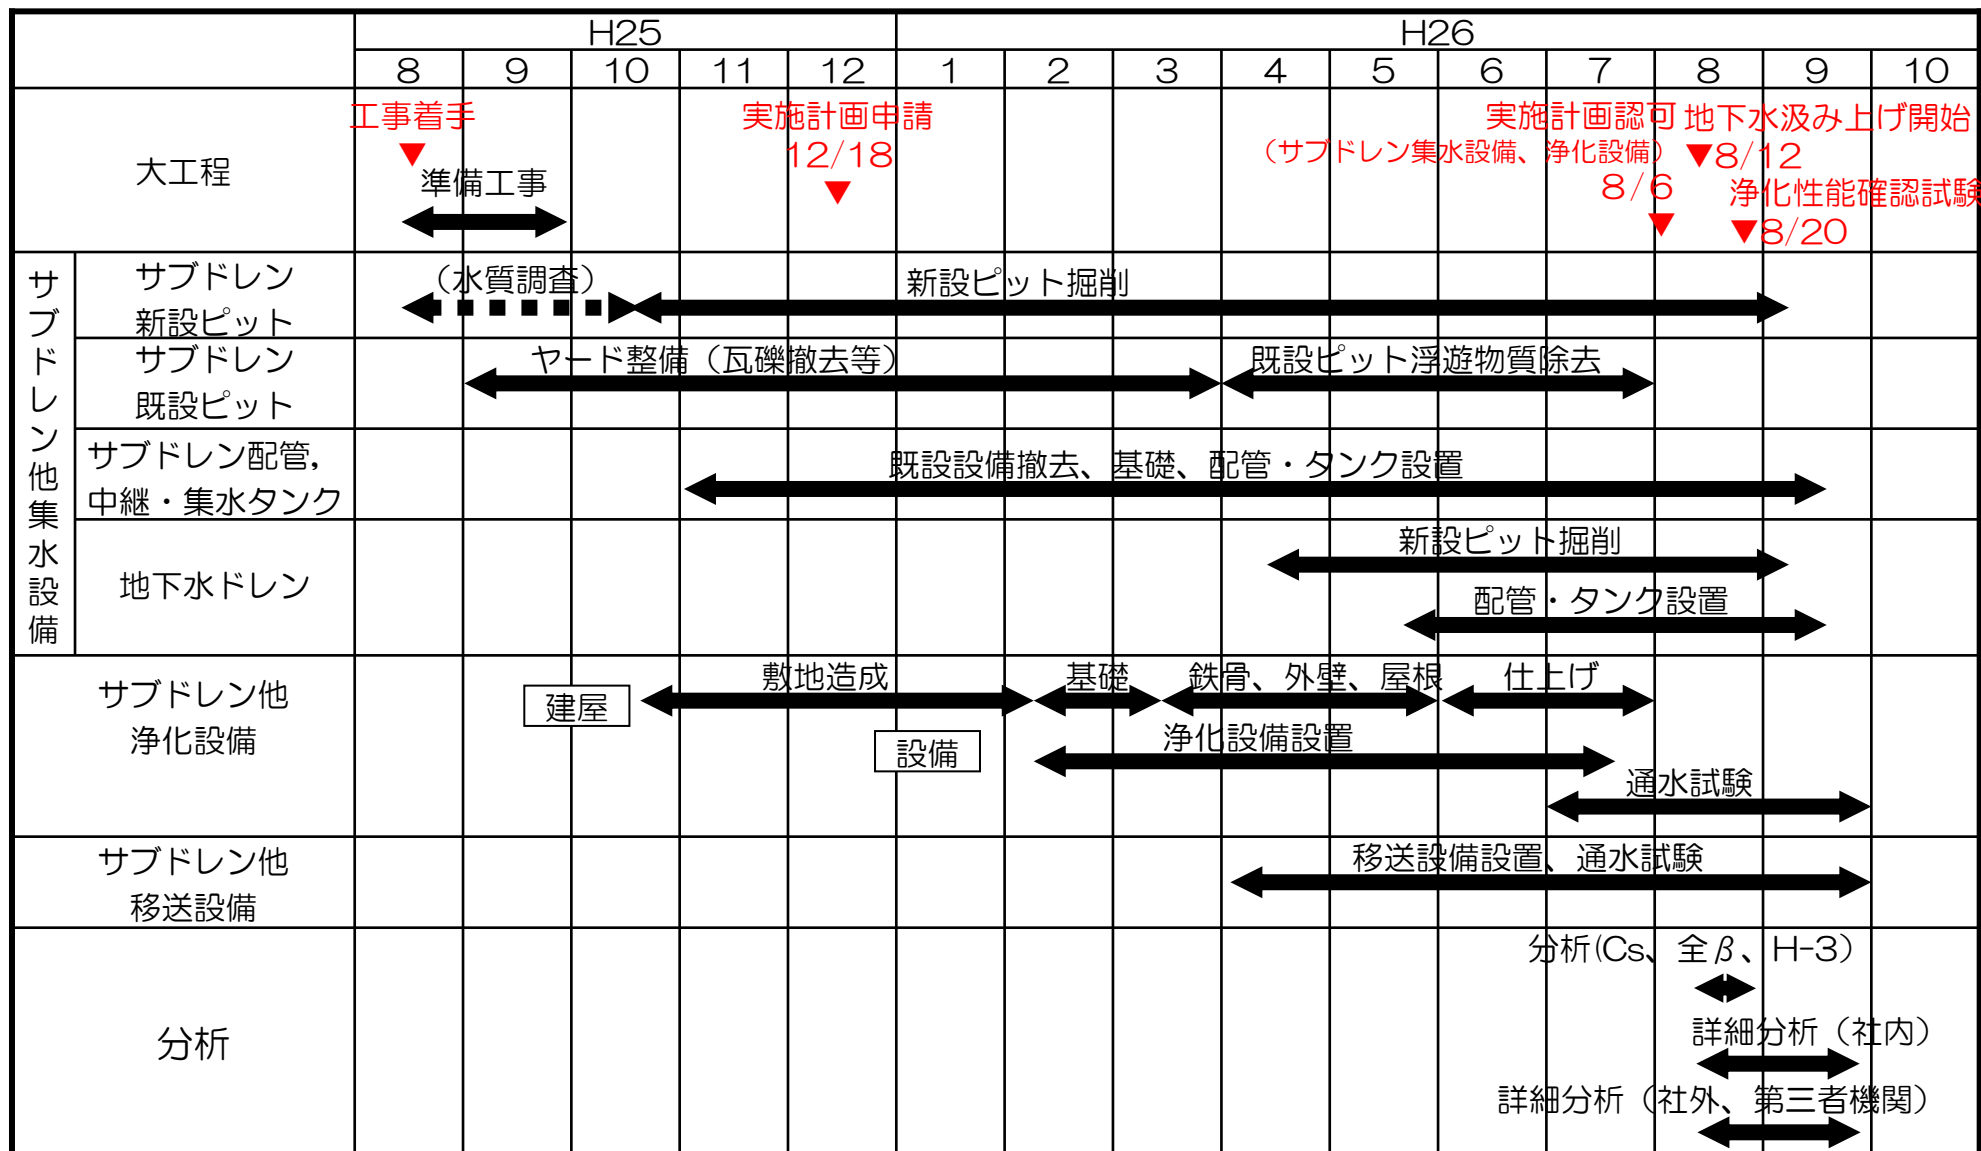 H25
H26
8 9 10 11 12 1 2 3 4 5 6 7 8 9 10
大工程
工事着手
準備工事
実施計画申請
12/18
実施計画認可
（サブドレン集水設備、浄化設備）
8/6
地下水汲み上げ開始
8/12
浄化性能確認試験
8/20
サブドレン他集水設備
サブドレン
新設ピット
（水質調査）
新設ピット掘削
サブドレン
既設ピット
ヤード整備（瓦礫撤去等）
既設ピット浮遊物質除去
サブドレン配管,
中継・集水タンク
既設設備撤去、基礎、配管・タンク設置
地下水ドレン
新設ピット掘削
配管・タンク設置
サブドレン他
浄化設備
建屋
敷地造成
基礎
鉄骨、外壁、屋根
仕上げ
設備
浄化設備設置
通水試験
サブドレン他
移送設備
移送設備設置、通水試験
分析
分析(Cs、全β、H-3）
詳細分析（社内）
詳細分析（社外、第三者機関）